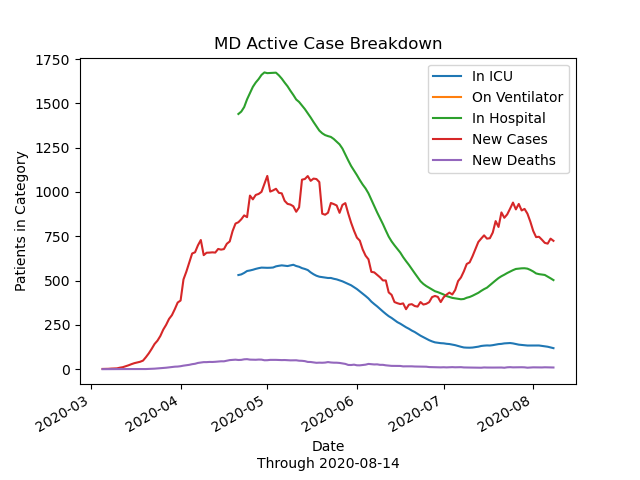 MD Active Case Breakdown
In ICU
On Ventilator
In Hospital
New Cases
New Deaths
Patients in Category
1750
1500
1250
1000
750
500
250
0
2020-03
2020-04
2020-05
2020-06
2020-07
2020-08
Date
Through 2020-08-14